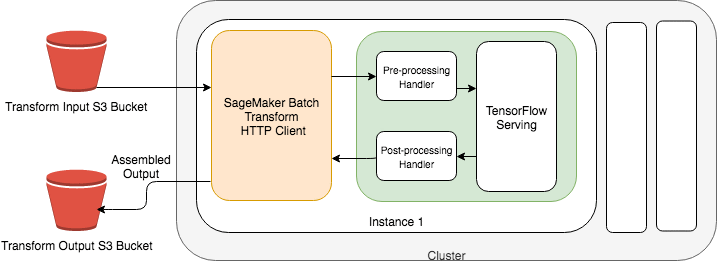 Transform Input S3 Bucket
SageMaker Batch
Transform
HTTP Client
Pre-processing
Handler
TensorFlow
Serving
Post-processing
Handler
Assembled
Output
Transform Output S3 Bucket
Instance 1
Cluster